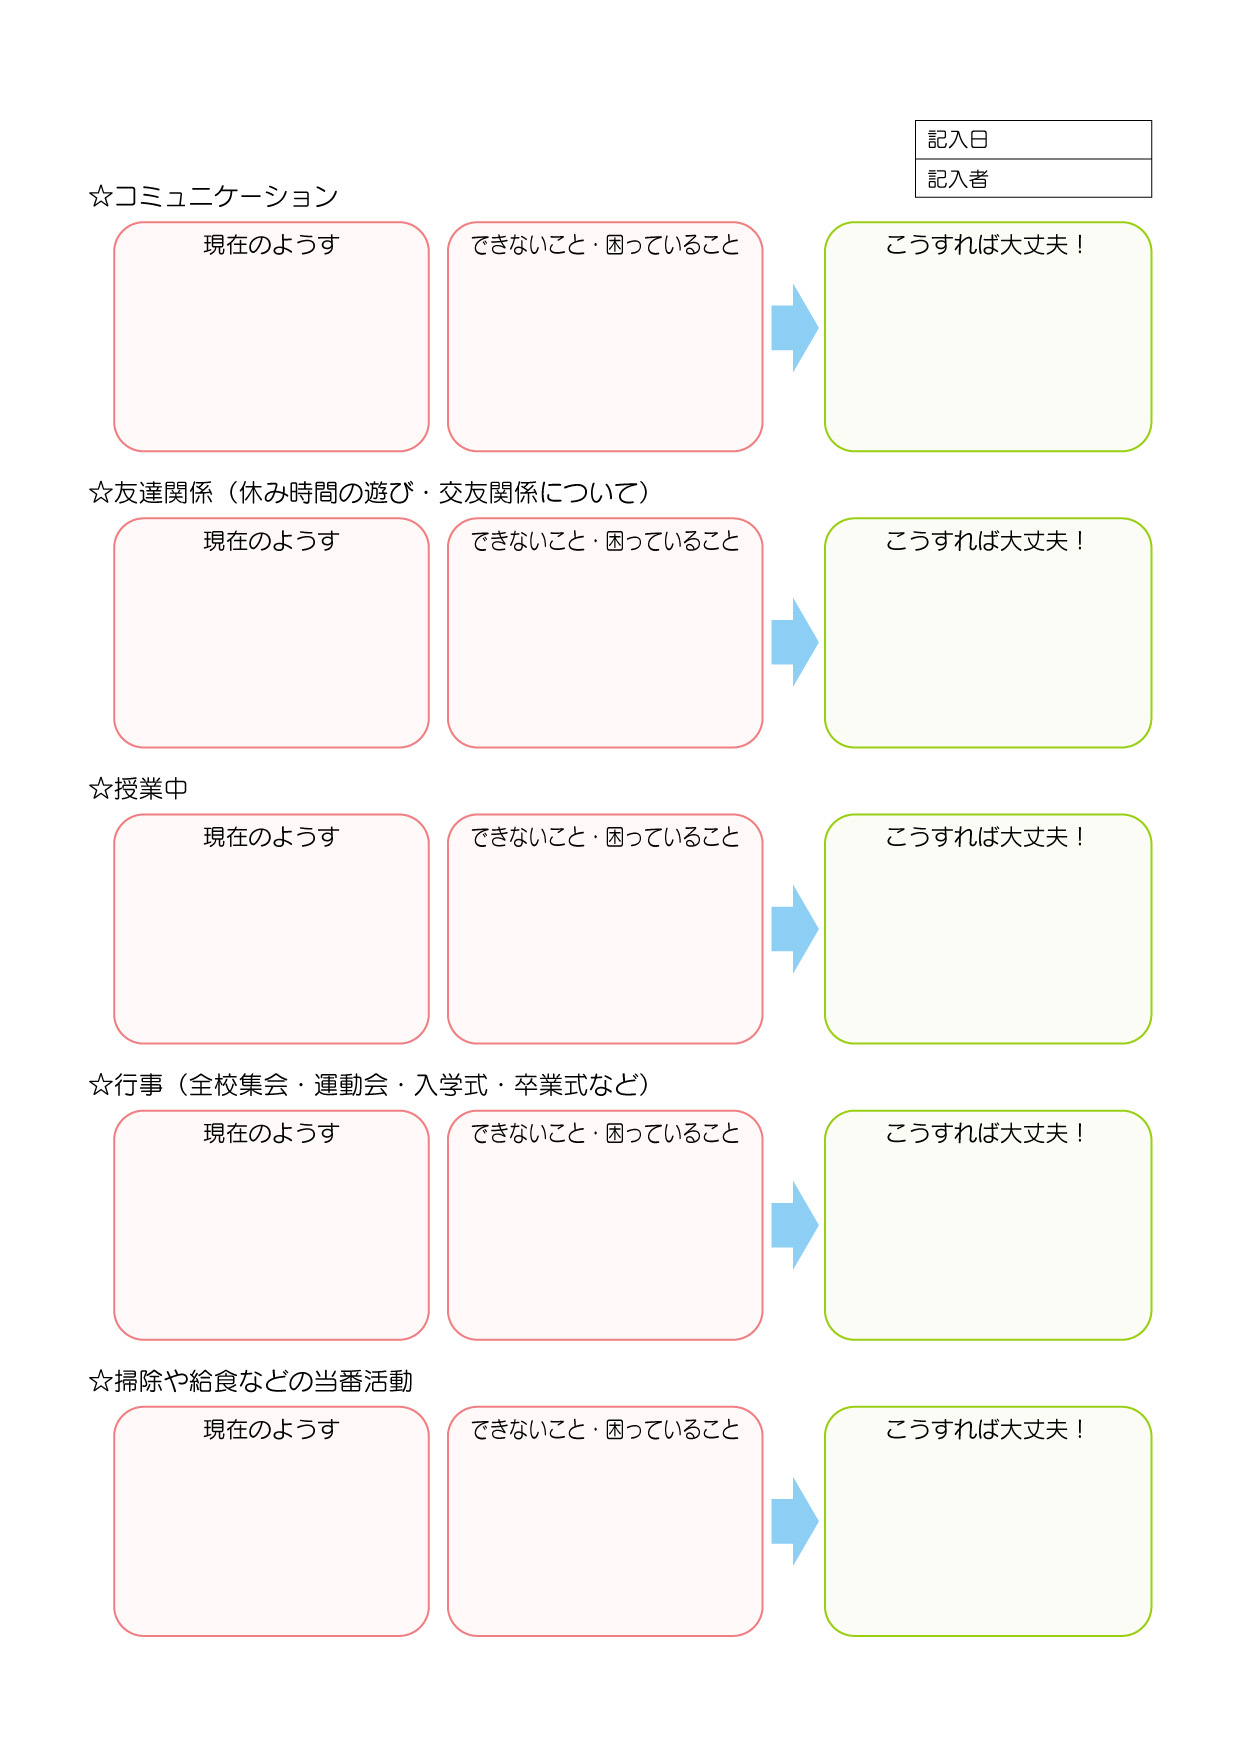 記入日
記入者
☆コミュニケーション
現在のようす
できないこと・困っていること
こうすれば大丈夫！
☆友達関係（休み時間の遊び・交友関係について）
現在のようす
できないこと・困っていること
こうすれば大丈夫！
☆授業中
現在のようす
できないこと・困っていること
こうすれば大丈夫！
☆行事（全校集会・運動会・入学式・卒業式など）
現在のようす
できないこと・困っていること
こうすれば大丈夫！
☆掃除や給食などの当番活動
現在のようす
できないこと・困っていること
こうすれば大丈夫！